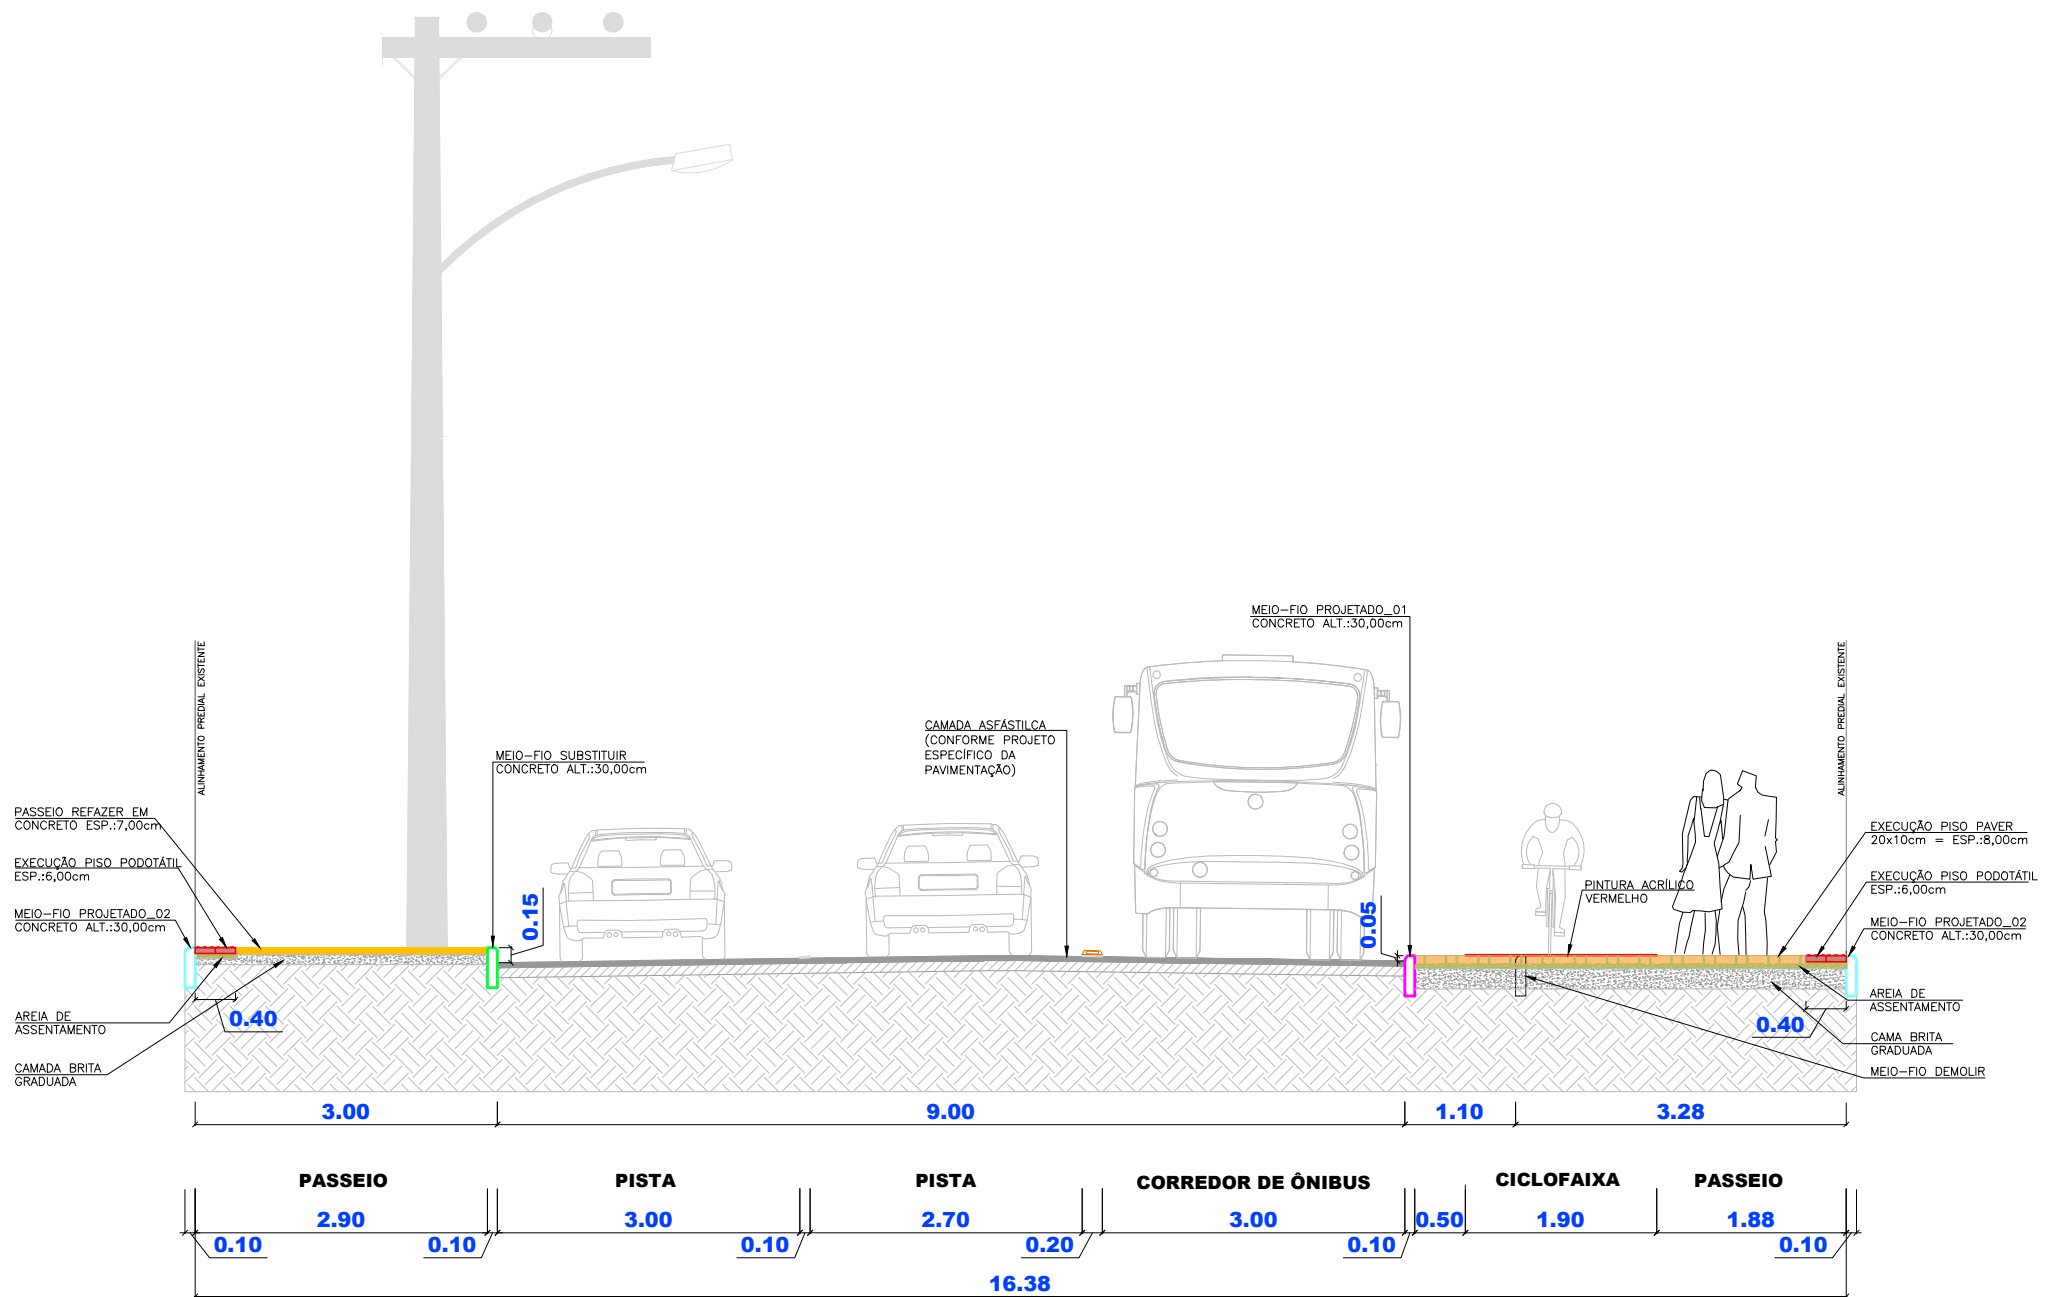 MEIO-FIO PROJETADO_01
CONCRETO ALT.:30,00cm
ALINHAMENTO PREDIAL EXISTENTE
ALINHAMENTO PREDIAL EXISTENTE
CAMADA ASFÁSTILCA
(CONFORME PROJETO
ESPECÍFICO DA
PAVIMENTAÇÃO)
MEIO-FIO SUBSTITUIR
CONCRETO ALT.:30,00cm
PASSEIO REFAZER EM
CONCRETO ESP.:7,00cm
EXECUÇÃO PISO PODOTÁTIL
ESP.:6,00cm
MEIO-FIO PROJETADO_02
CONCRETO ALT.:30,00cm
AREIA DE
ASSENTAMENTO
CAMADA BRITA
GRADUADA
0.40
0.15
0.05
PINTURA ACRÍLICO
VERMELHO
EXECUÇÃO PISO PAVER
20x10cm = ESP.:8,00cm
EXECUÇÃO PISO PODOTÁTIL
ESP.:6,00cm
MEIO-FIO PROJETADO_02
CONCRETO ALT.:30,00cm
AREIA DE
ASSENTAMENTO
0.40
CAMA BRITA
GRADUADA
MEIO-FIO DEMOLIR
3.00 9.00 1.10 3.28
PASSEIO PISTA PISTA CORREDOR DE ÔNIBUS CICLOFAIXA PASSEIO
2.90 3.00 2.70 3.00 0.50 1.90 1.88
0.10 0.10 0.10 0.20 0.10 0.10
16.38